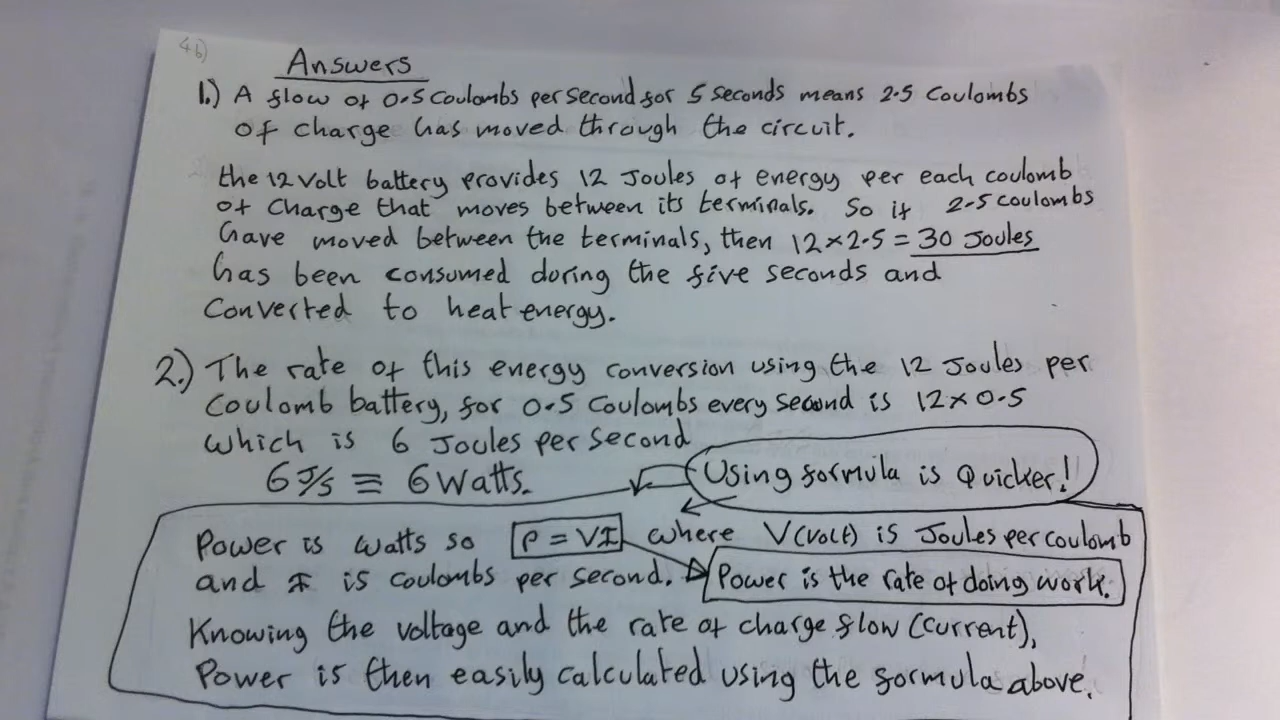 4b)
Answers
1.) A flow of 0.5 Coulombs per second for 5 seconds means 2.5 Coulombs
of charge has moved through the circuit.
the 12 Volt battery provides 12 Joules of energy per each coulomb
of Charge that moves between its terminals. So if 2.5 coulombs
have moved between the terminals, then 12 x 2.5 = 30 Joules
has been consumed during the five seconds and
Converted to heat energy.
2.) The rate of this energy conversion using the 12 Joules per
Coulomb battery, for 0.5 Coulombs every second is 12 x 0.5
which is 6 Joules per second
6 J/s ≡ 6 Watts.
Using formula is Quicker!
Power is watts so P = VI where V(volt) is Joules per coulomb
and I is coulombs per second. Power is the rate of doing work.
Knowing the voltage and the rate of charge flow (current),
Power is then easily calculated using the formula above.